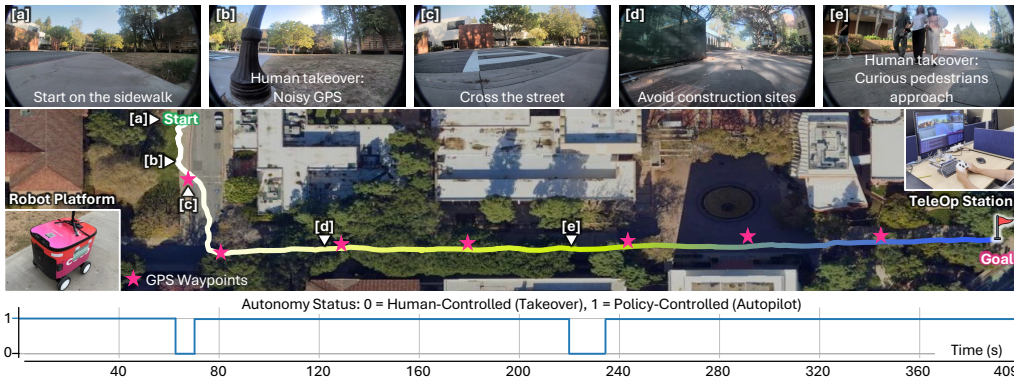 [a]
Start on the sidewalk
[b]
Human takeover:
Noisy GPS
[c]
Cross the street
[d]
Avoid construction sites
[e]
Human takeover:
Curious pedestrians
approach
[a]
Start
[b]
[c]
[d]
[e]
Robot Platform
TeleOp Station
Goal
GPS Waypoints
Autonomy Status: 0 = Human-Controlled (Takeover), 1 = Policy-Controlled (Autopilot)
1
0
Time (s)
40 80 120 160 200 240 280 320 360 409